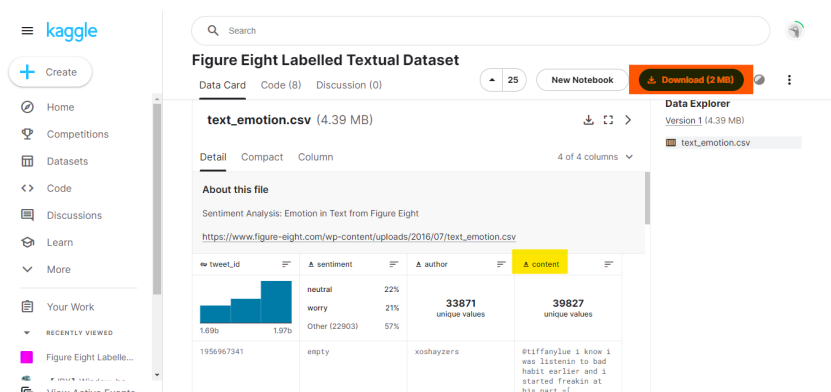 kaggle
Search
Create
Home
Competitions
Datasets
Code
Discussions
Learn
More
Your Work
RECENTLY VIEWED
Figure Eight Labelle...
View Active Events
Figure Eight Labelled Textual Dataset
Data Card Code (8) Discussion (0)
25
New Notebook
Download (2 MB)
text_emotion.csv (4.39 MB)
Detail Compact Column
4 of 4 columns
About this file
Sentiment Analysis: Emotion in Text from Figure Eight
https://www.figure-eight.com/wp-content/uploads/2016/07/text_emotion.csv
tweet_id sentiment author content
1.69b 1.97b
neutral 22%
worry 21%
Other (22903) 57%
33871
unique values
39827
unique values
1956967341 empty xoshayzers @tiffanylue i know i
was listenin to bad
habit earlier and i
started freakin at
his part =[
Data Explorer
Version 1 (4.39 MB)
text_emotion.csv